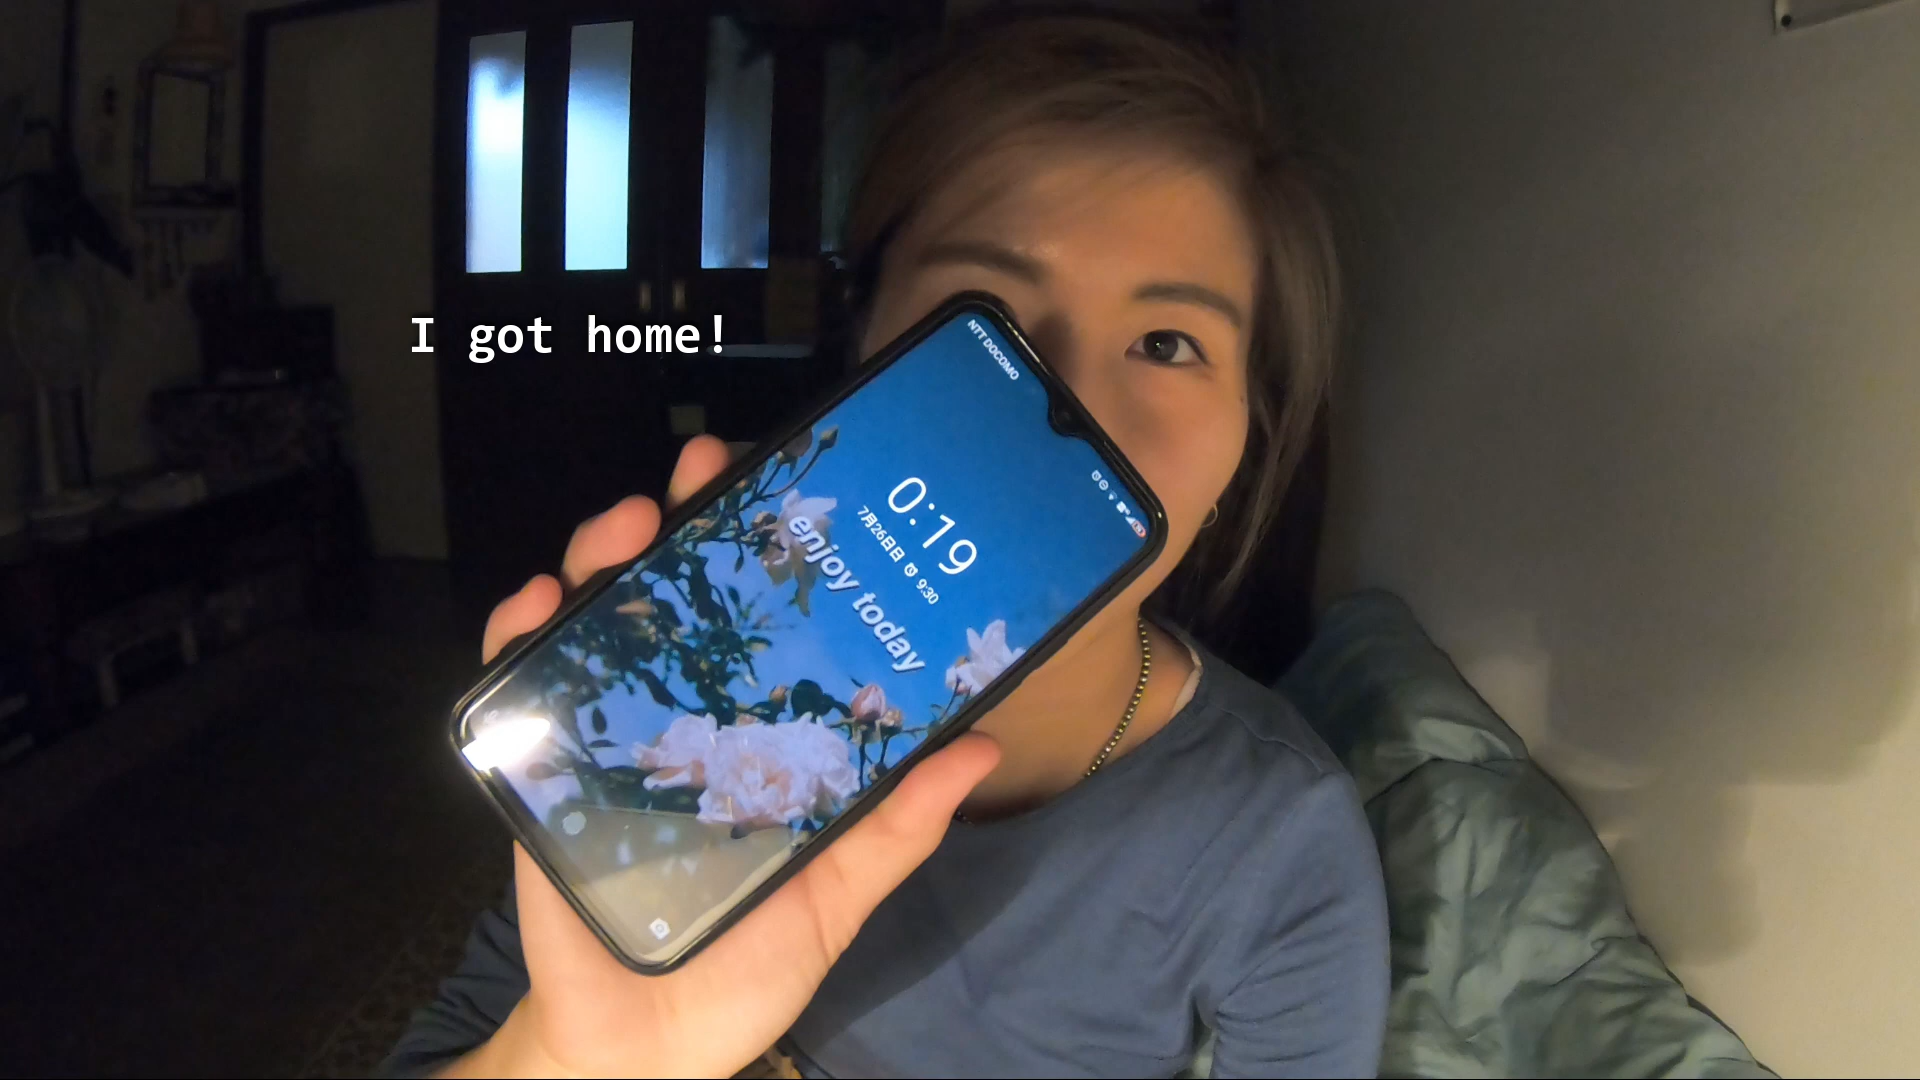 I got home!
NTT DOCOMO
0:19
7月26日日 9:30
enjoy today